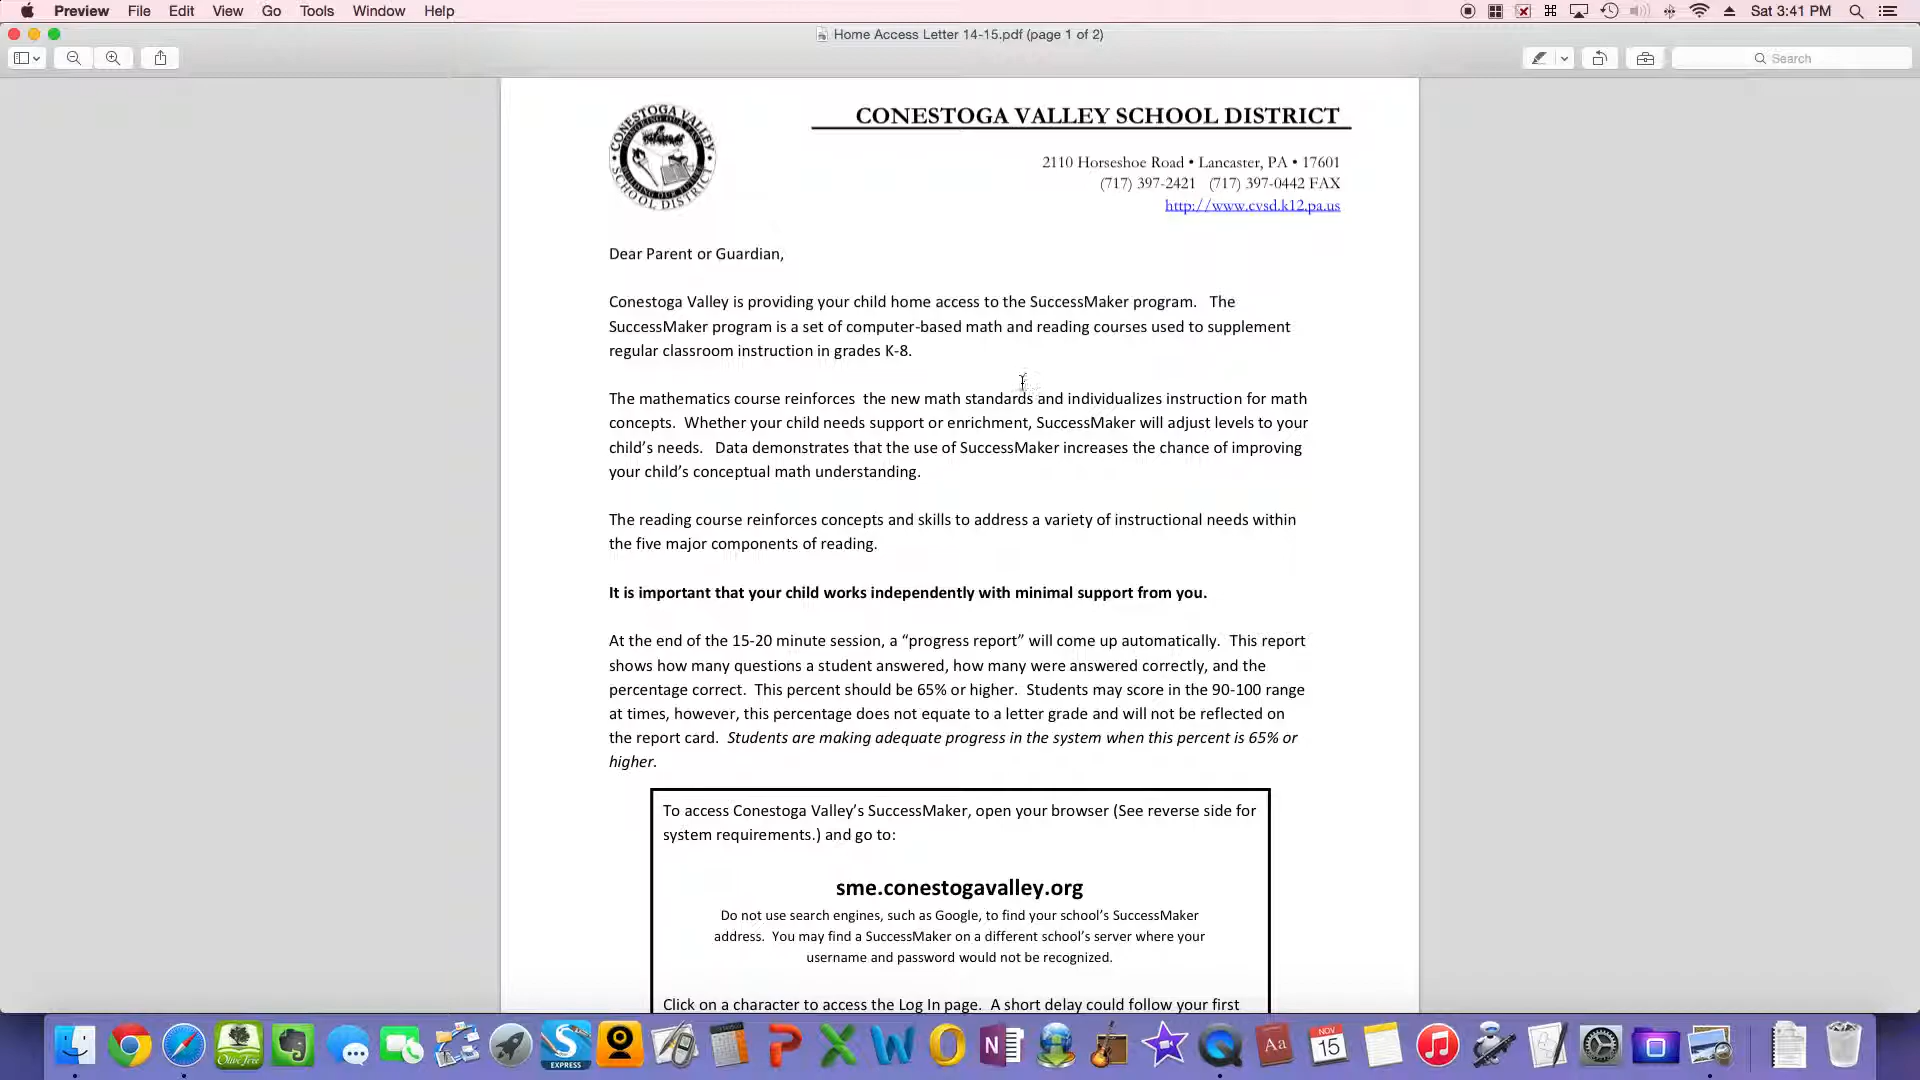 Preview File Edit View Go Tools Window Help
Sat 3:41 PM
Home Access Letter 14-15.pdf (page 1 of 2)
Search
CONESTOGA VALLEY
SCHOOL DISTRICT
CONESTOGA VALLEY SCHOOL DISTRICT
2110 Horseshoe Road • Lancaster, PA • 17601
(717) 397-2421 (717) 397-0442 FAX
http://www.cvsd.k12.pa.us
Dear Parent or Guardian,
Conestoga Valley is providing your child home access to the SuccessMaker program. The
SuccessMaker program is a set of computer-based math and reading courses used to supplement
regular classroom instruction in grades K-8.
The mathematics course reinforces the new math standards and individualizes instruction for math
concepts. Whether your child needs support or enrichment, SuccessMaker will adjust levels to your
child’s needs. Data demonstrates that the use of SuccessMaker increases the chance of improving
your child’s conceptual math understanding.
The reading course reinforces concepts and skills to address a variety of instructional needs within
the five major components of reading.
It is important that your child works independently with minimal support from you.
At the end of the 15-20 minute session, a “progress report” will come up automatically. This report
shows how many questions a student answered, how many were answered correctly, and the
percentage correct. This percent should be 65% or higher. Students may score in the 90-100 range
at times, however, this percentage does not equate to a letter grade and will not be reflected on
the report card. Students are making adequate progress in the system when this percent is 65% or
higher.
To access Conestoga Valley’s SuccessMaker, open your browser (See reverse side for
system requirements.) and go to:
sme.conestogavalley.org
Do not use search engines, such as Google, to find your school’s SuccessMaker
address. You may find a SuccessMaker on a different school’s server where your
username and password would not be recognized.
Click on a character to access the Log In page. A short delay could follow your first
OliveTree
S
EXPRESS
P
X
W
O
N
Aa
NOV
15